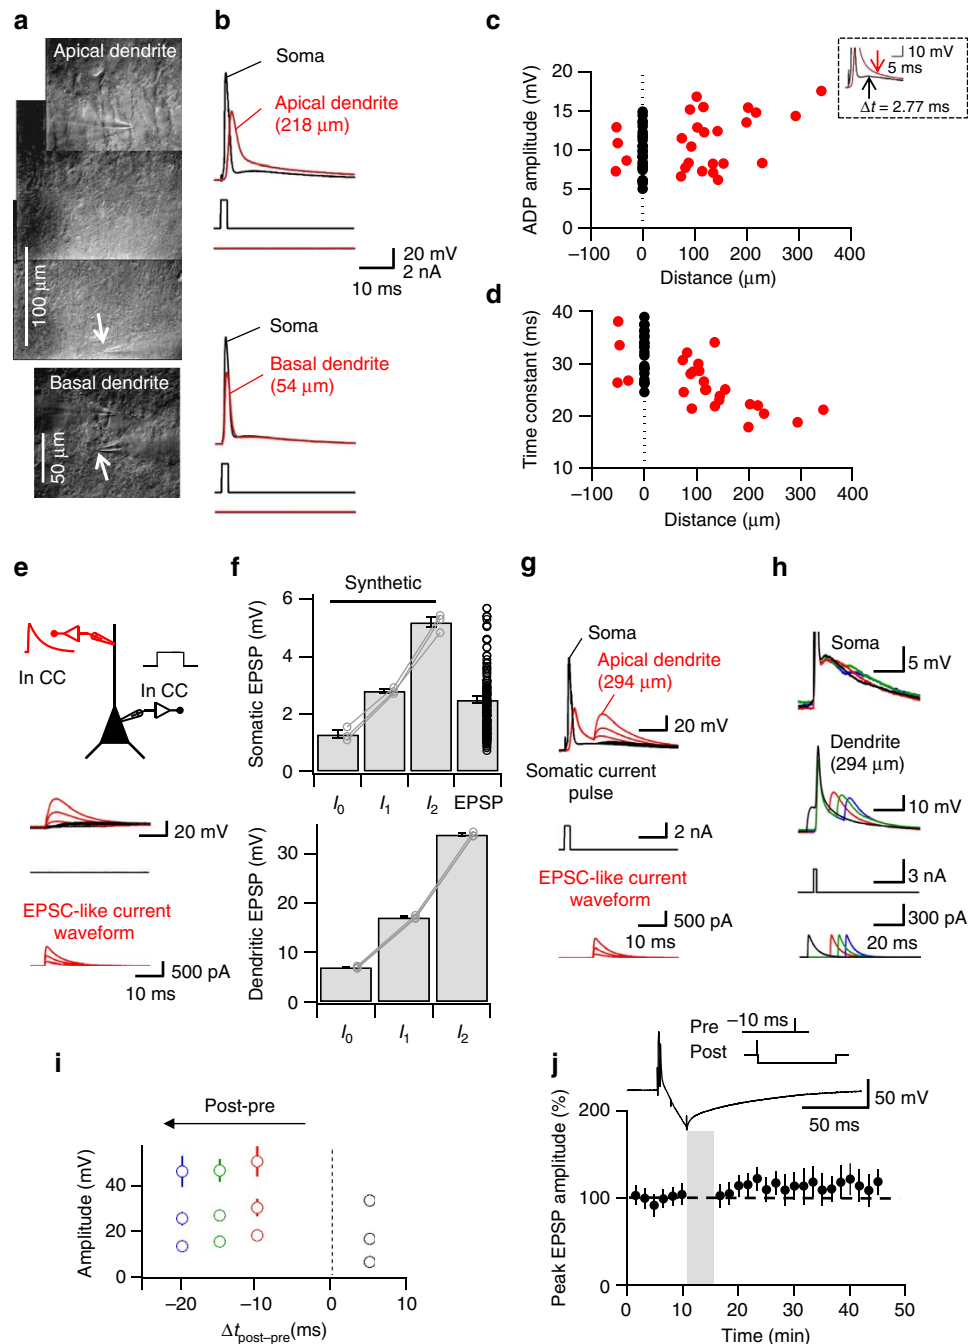 a
Apical dendrite
100 μm
Basal dendrite
50 μm
b
Soma
Apical dendrite
(218 μm)
20 mV
2 nA
10 ms
Soma
Basal dendrite
(54 μm)
c
ADP amplitude (mV)
20
15
10
5
0
−100 0 100 200 300 400
Distance (μm)
10 mV
5 ms
Δt = 2.77 ms
d
Time constant (ms)
40
30
20
10
−100 0 100 200 300 400
Distance (μm)
e
In CC
In CC
20 mV
EPSC-like current
waveform
500 pA
10 ms
f
Synthetic
Somatic EPSP (mV)
6
4
2
0
I0 I1 I2 EPSP
Dendritic EPSP (mV)
30
20
10
0
I0 I1 I2
g
Soma
Apical dendrite
(294 μm)
20 mV
Somatic current
pulse
2 nA
EPSC-like current
waveform
500 pA
10 ms
h
Soma
5 mV
Dendrite
(294 μm)
10 mV
3 nA
300 pA
20 ms
i
Post-pre
Amplitude (mV)
40
20
0
−20 −10 0 10
Δtpost–pre(ms)
j
Pre
−10 ms
Post
50 mV
50 ms
Peak EPSP amplitude (%)
200
100
0
0 10 20 30 40 50
Time (min)